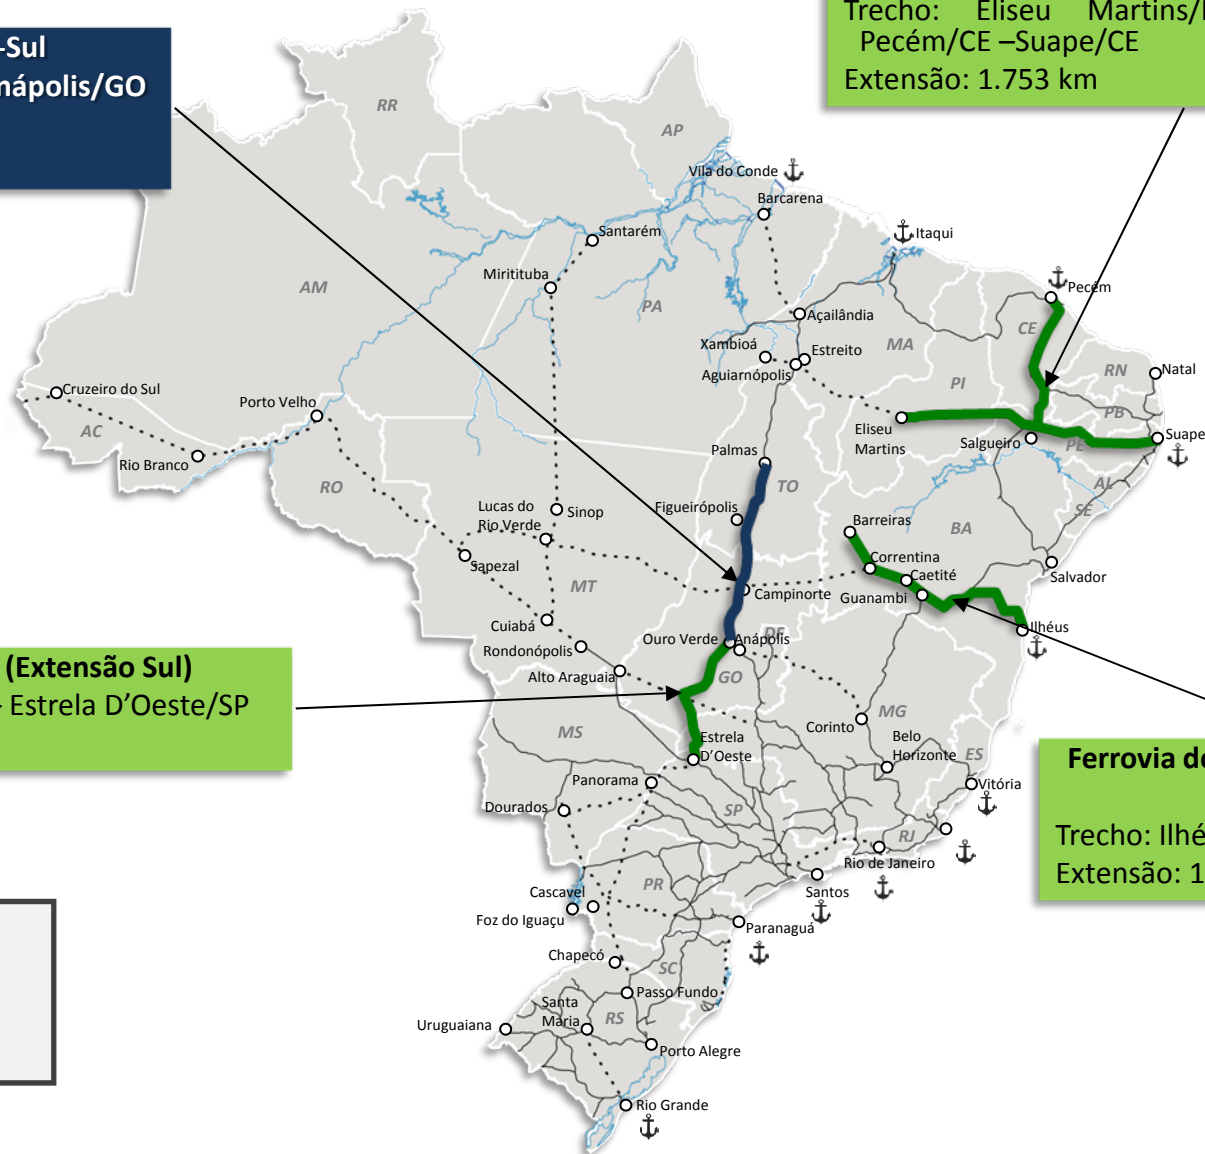 -Sul
nápolis/GO
Trecho: Eliseu Martins/
Pecém/CE –Suape/CE
Extensão: 1.753 km
RR
AP
Vila do Conde
Barcarena
Itaqui
Santarém
Miritituba
Pecém
AM
PA
Açailândia
CE
Xambioá
Estreito
MA
Aguiarnópolis
RN
Natal
Cruzeiro do Sul
PI
Porto Velho
PB
AC
Eliseu
Martins
Salgueiro
PE
Suape
Rio Branco
Palmas
RO
TO
AL
Lucas do
Rio Verde
Sinop
Figueirópolis
SE
Barreiras
BA
Sapezal
Correntina
Caetité
Salvador
MT
Campinorte
Guanambi
Cuiabá
Ouro Verde
Anápolis
DF
Ilhéus
Rondonópolis
(Extensão Sul)
- Estrela D’Oeste/SP
Alto Araguaia
GO
MS
Corinto
MG
Estrela
D’Oeste
Belo
Horizonte
ES
Ferrovia d
Panorama
Vitória
Dourados
SP
RJ
Trecho: Ilhé
Rio de Janeiro
Extensão: 1
PR
Cascavel
Santos
Foz do Iguaçu
Paranaguá
Chapecó
SC
Passo Fundo
Santa
Maria
RS
Uruguaiana
Porto Alegre
Rio Grande